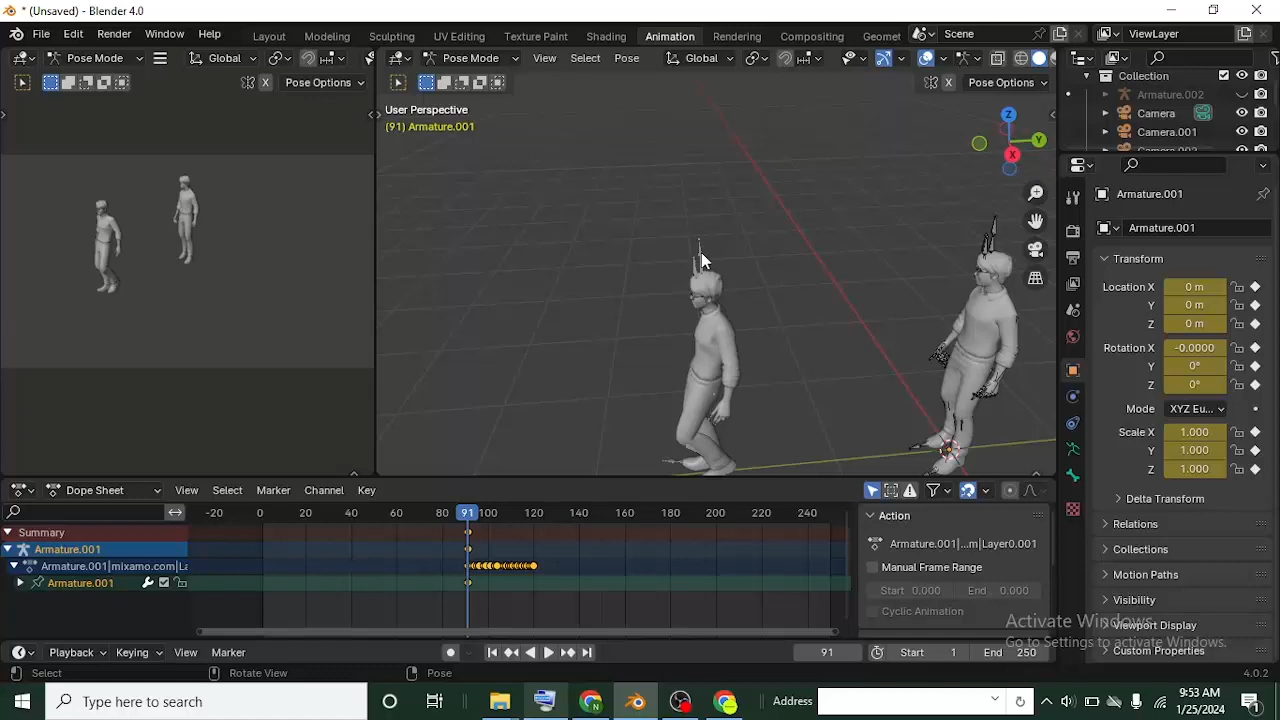 * (Unsaved) - Blender 4.0
File Edit Render Window Help Layout Modeling Sculpting UV Editing Texture Paint Shading Animation Rendering Compositing Geomet Scene ViewLayer
Pose Mode Global Pose Mode View Select Pose Global
Pose Options Pose Options
Collection
Armature.002
Camera
Camera.001
User Perspective
(91) Armature.001
Z
Y
X
Armature.001
Armature.001
Transform
Location X 0 m
Y 0 m
Z 0 m
Rotation X -0.0000
Y 0°
Z 0°
Mode XYZ Eu...
Scale X 1.000
Y 1.000
Z 1.000
Delta Transform
Relations
Collections
Motion Paths
Visibility
Viewport Display
Custom Properties
Dope Sheet View Select Marker Channel Key
-20 0 20 40 60 80 91 100 120 140 160 180 200 220 240
Summary
Armature.001
Armature.001|mixamo.com|La
Armature.001
Action
Armature.001|...m|Layer0.001
Manual Frame Range
Start 0.000 End 0.000
Cyclic Animation
Activate Windows
Go to Settings to activate Windows.
Playback Keying View Marker 91 Start 1 End 250
Select Rotate View Pose 4.0.2
Type here to search Address 9:53 AM
1/25/2024